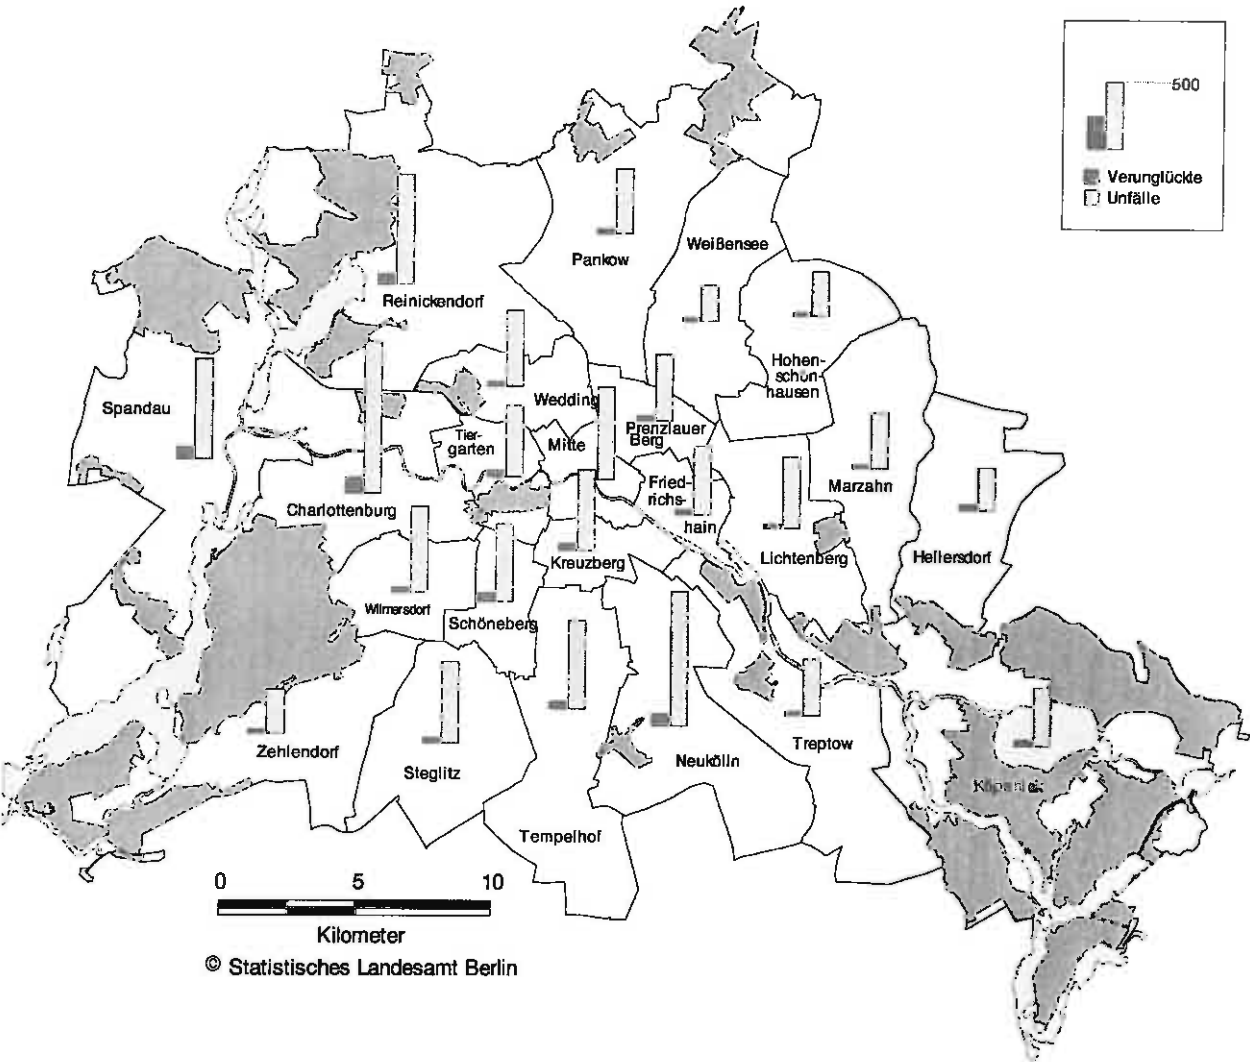 500
Verunglückte
Unfälle
Pankow
Weißensee
Reinickendorf
Hohen-
schön-
hausen
Spandau
Wedding
Prenzlauer
Berg
Tier-
garten
Mitte
Fried-
richs-
hain
Marzahn
Charlottenburg
Lichtenberg
Hellersdorf
Kreuzberg
Wilmersdorf
Schöneberg
Zehlendorf
Steglitz
Neukölln
Treptow
Köpenick
Tempelhof
0 5 10
Kilometer
© Statistisches Landesamt Berlin